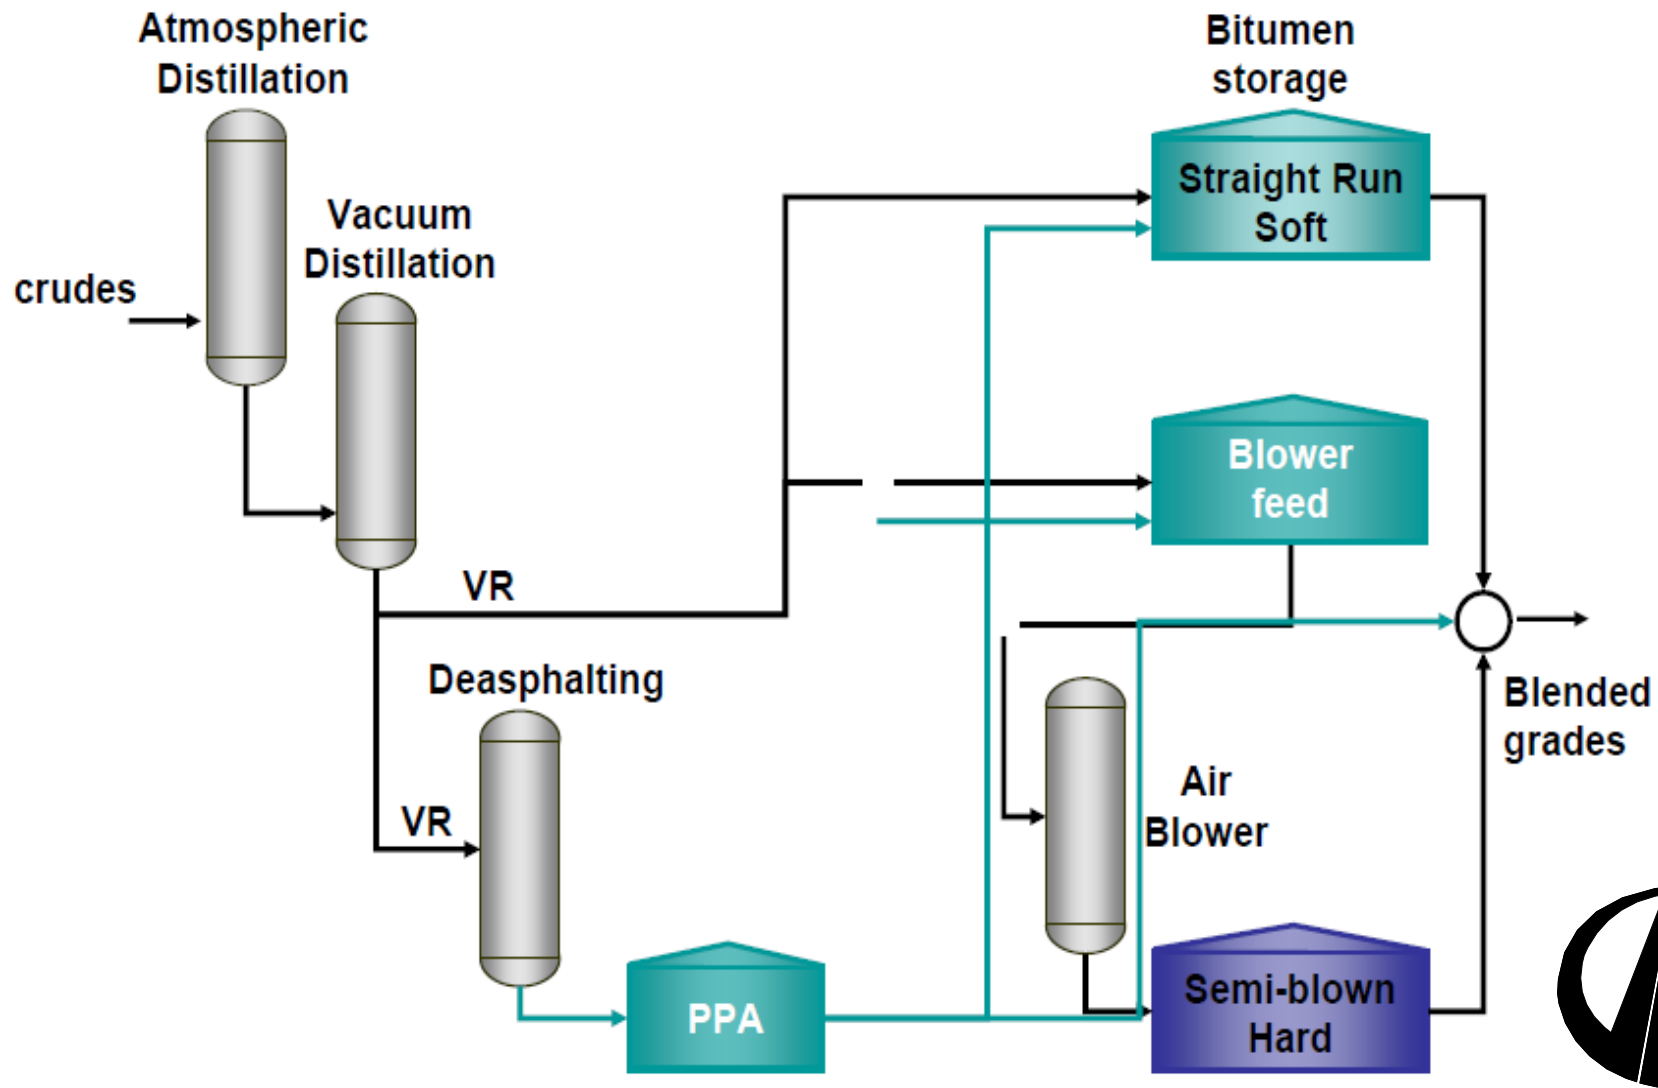 Atmospheric
Distillation
Bitumen
storage
Straight Run
Soft
Vacuum
Distillation
crudes
Blower
feed
VR
Deasphalting
Blended
grades
Air
Blower
VR
Semi-blown
Hard
PPA